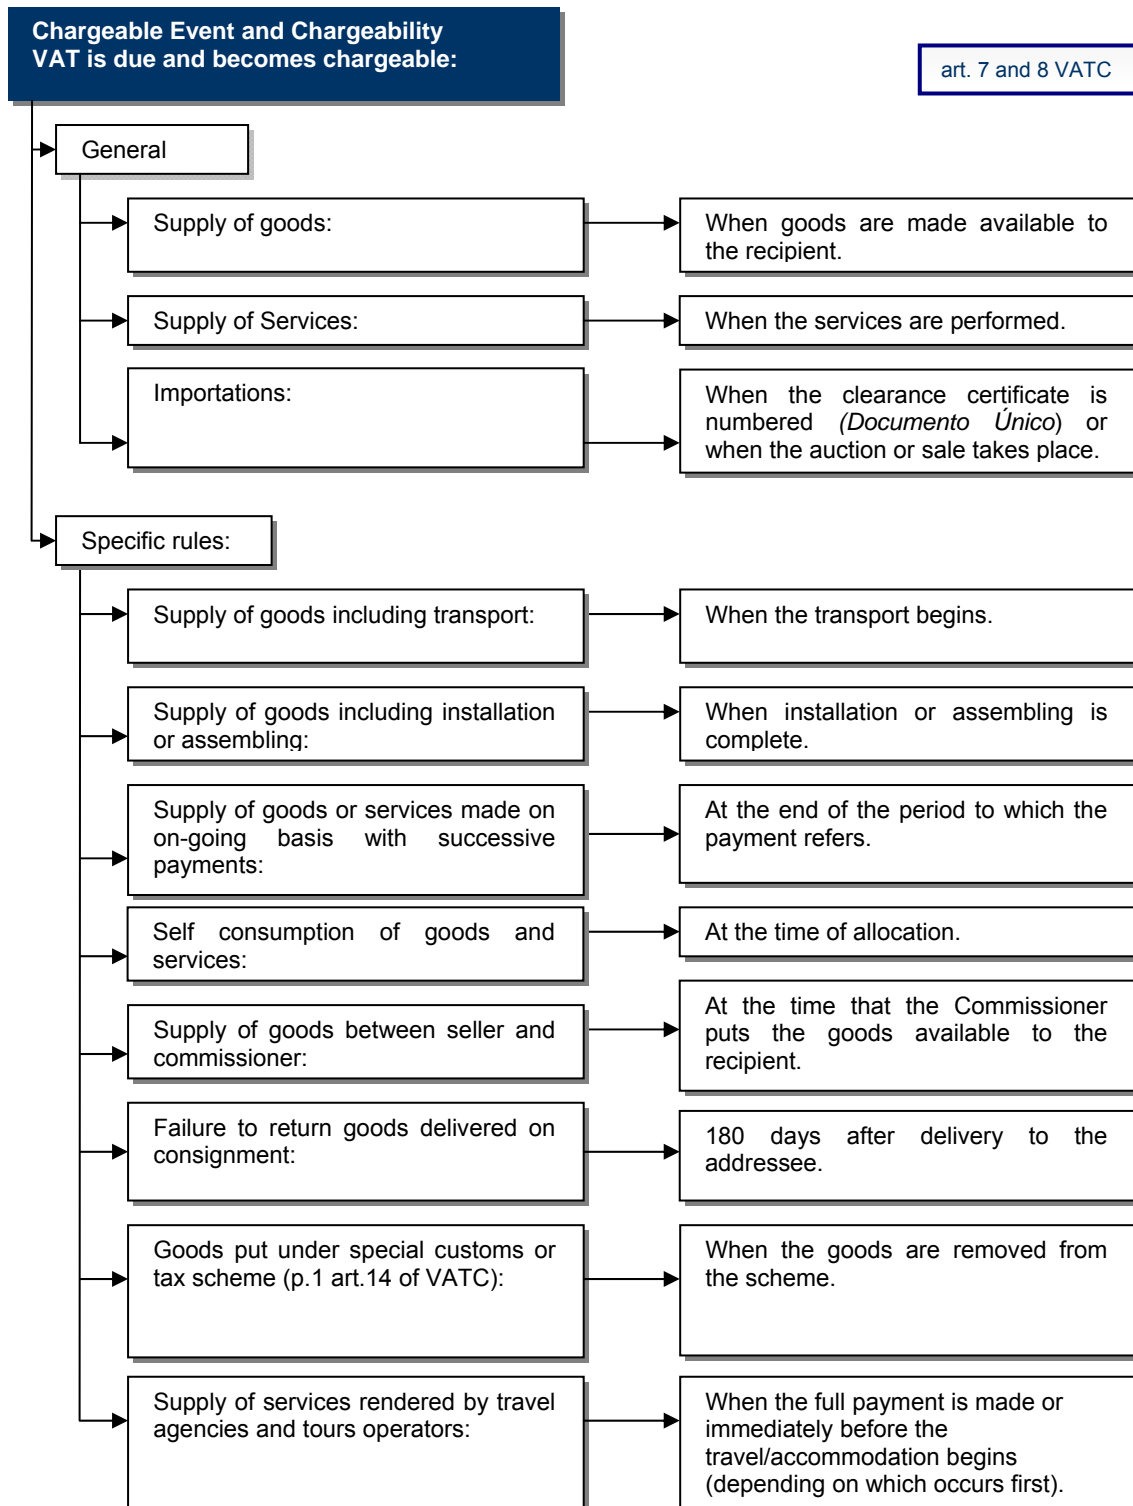 Chargeable Event and Chargeability
VAT is due and becomes chargeable:
art. 7 and 8 VATC
General
Supply of goods:
When goods are made available to
the recipient.
Supply of Services:
When the services are performed.
Importations:
When the clearance certificate is
numbered (Documento Único) or
when the auction or sale takes place.
Specific rules:
Supply of goods including transport:
When the transport begins.
Supply of goods including installation
or assembling:
When installation or assembling is
complete.
Supply of goods or services made on
on-going basis with successive
payments:
At the end of the period to which the
payment refers.
Self consumption of goods and
services:
At the time of allocation.
Supply of goods between seller and
commissioner:
At the time that the Commissioner
puts the goods available to the
recipient.
Failure to return goods delivered on
consignment:
180 days after delivery to the
addressee.
Goods put under special customs or
tax scheme (p.1 art.14 of VATC):
When the goods are removed from
the scheme.
Supply of services rendered by travel
agencies and tours operators:
When the full payment is made or
immediately before the
travel/accommodation begins
(depending on which occurs first).